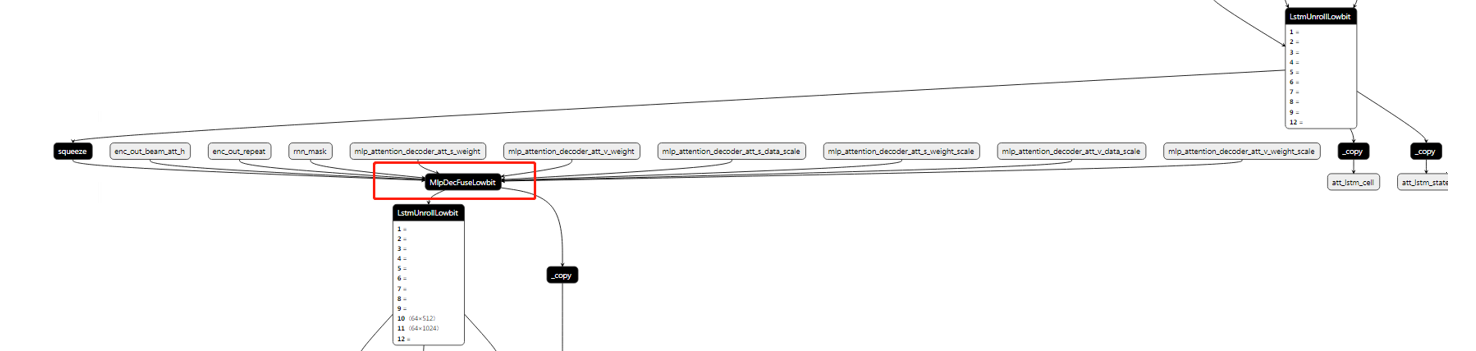 LstmUnrollLowbit
1 =
2 =
3 =
4 =
5 =
6 =
7 =
8 =
9 =
12 =
squeeze
enc_out_beam_att_h
enc_out_repeat
rnn_mask
mlp_attention_decoder_att_s_weight
mlp_attention_decoder_att_v_weight
mlp_attention_decoder_att_s_data_scale
mlp_attention_decoder_att_s_weight_scale
mlp_attention_decoder_att_v_data_scale
mlp_attention_decoder_att_v_weight_scale
_copy
_copy
MlpDecFuseLowbit
att_lstm_cell
att_lstm_state
LstmUnrollLowbit
1 =
2 =
3 =
4 =
5 =
6 =
7 =
8 =
9 =
10 (64×512)
11 (64×1024)
12 =
_copy